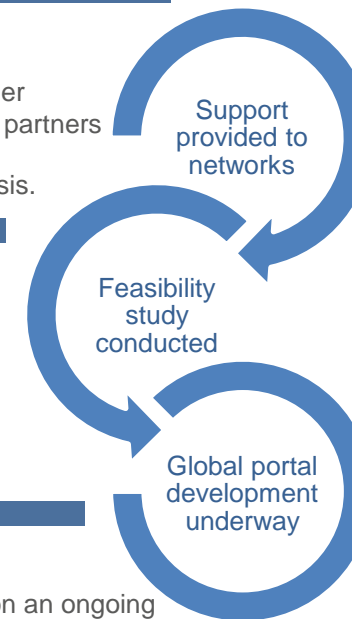 er
partners
sis.
Support
provided to
networks
Feasibility
study
conducted
Global portal
development
underway
on an ongoing